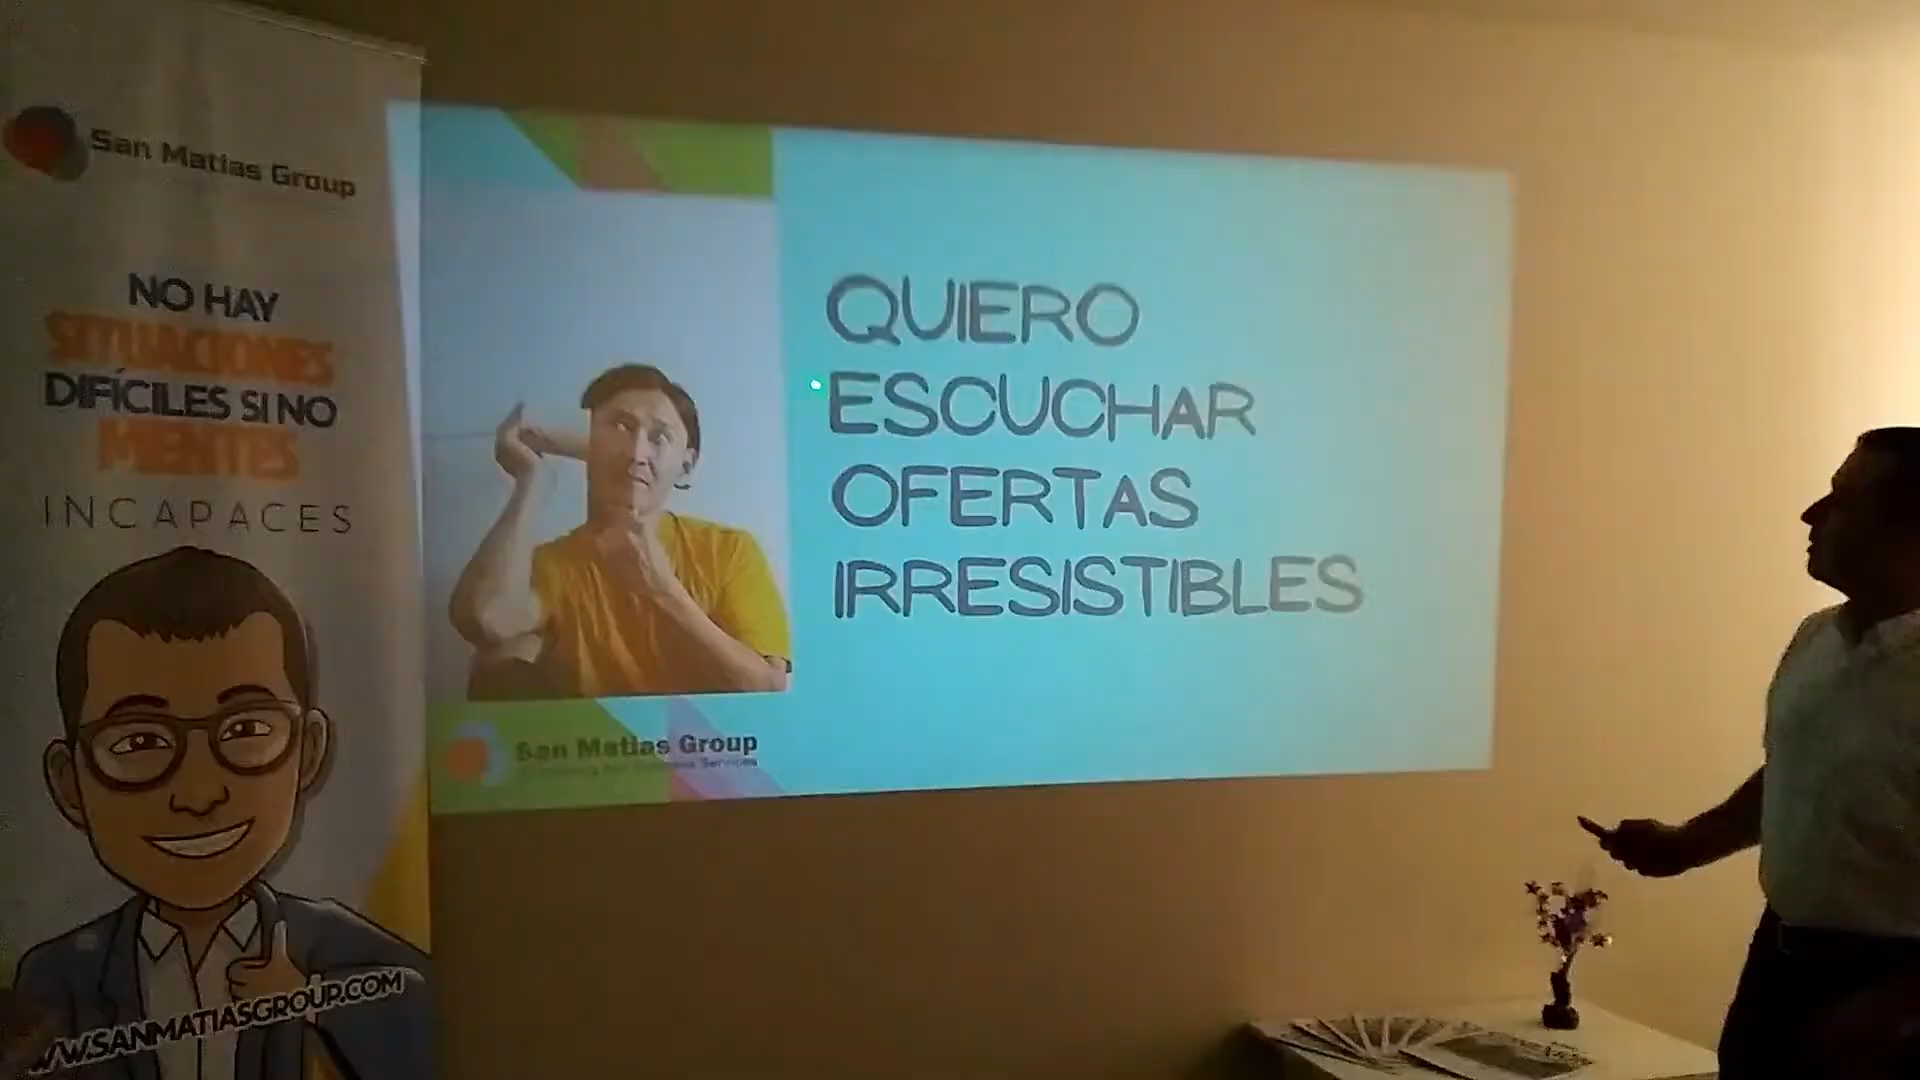 San Matias Group
NO HAY
SITUACIONES
DIFÍCILES SI NO
MENTES
INCAPACES
WWW.SANMATIASGROUP.COM
QUIERO
ESCUCHAR
OFERTAS
IRRESISTIBLES
San Matias Group
Services